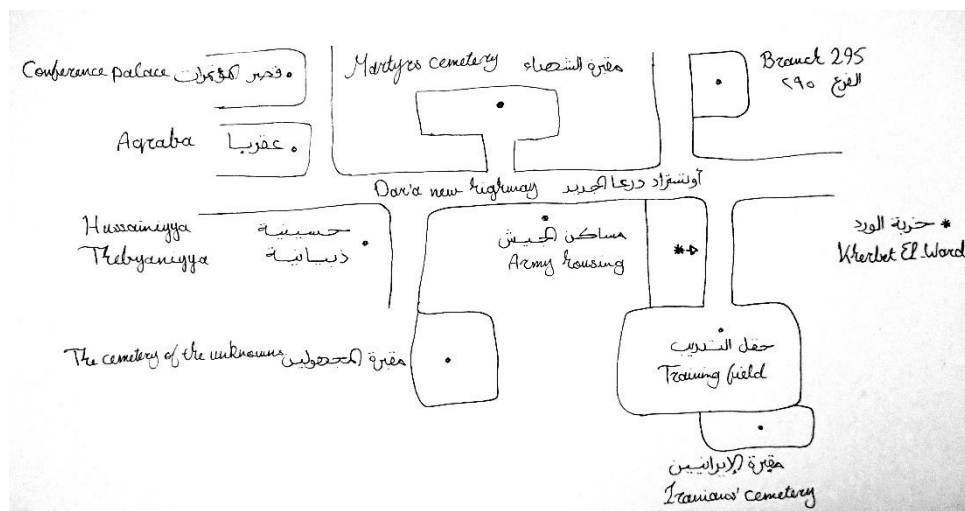 Conference palace قصر المؤتمرات
Martyrs cemetery مقبرة الشهداء
Branch 295
الفرع ٢٩٥
Aqraba عقربا
Dar'a new highway أوتستراد درعا الجديد
Hussainiyya حسينية
Thebyaniyya ذبيانية
مساكن الجيش
Army housing
* خربة الورد
Kherbet El-Ward
The cemetery of the unknowns مقبرة المجهولين
حقل التدريب
Training field
مقبرة الإيرانيين
Iranians' cemetery